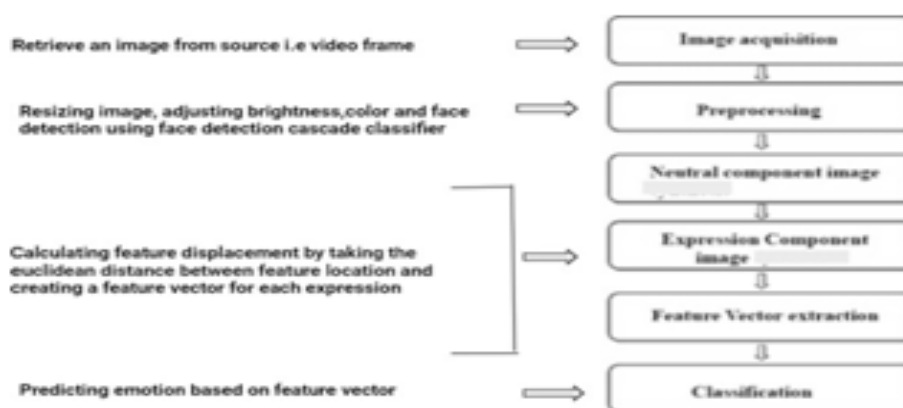 Retrieve an image from source i.e video frame
Image acquisition
Resizing image, adjusting brightness,color and face
detection using face detection cascade classifier
Preprocessing
Neutral component image
Calculating feature displacement by taking the
euclidean distance between feature location and
creating a feature vector for each expression
Expression Component
image
Feature Vector extraction
Predicting emotion based on feature vector
Classification